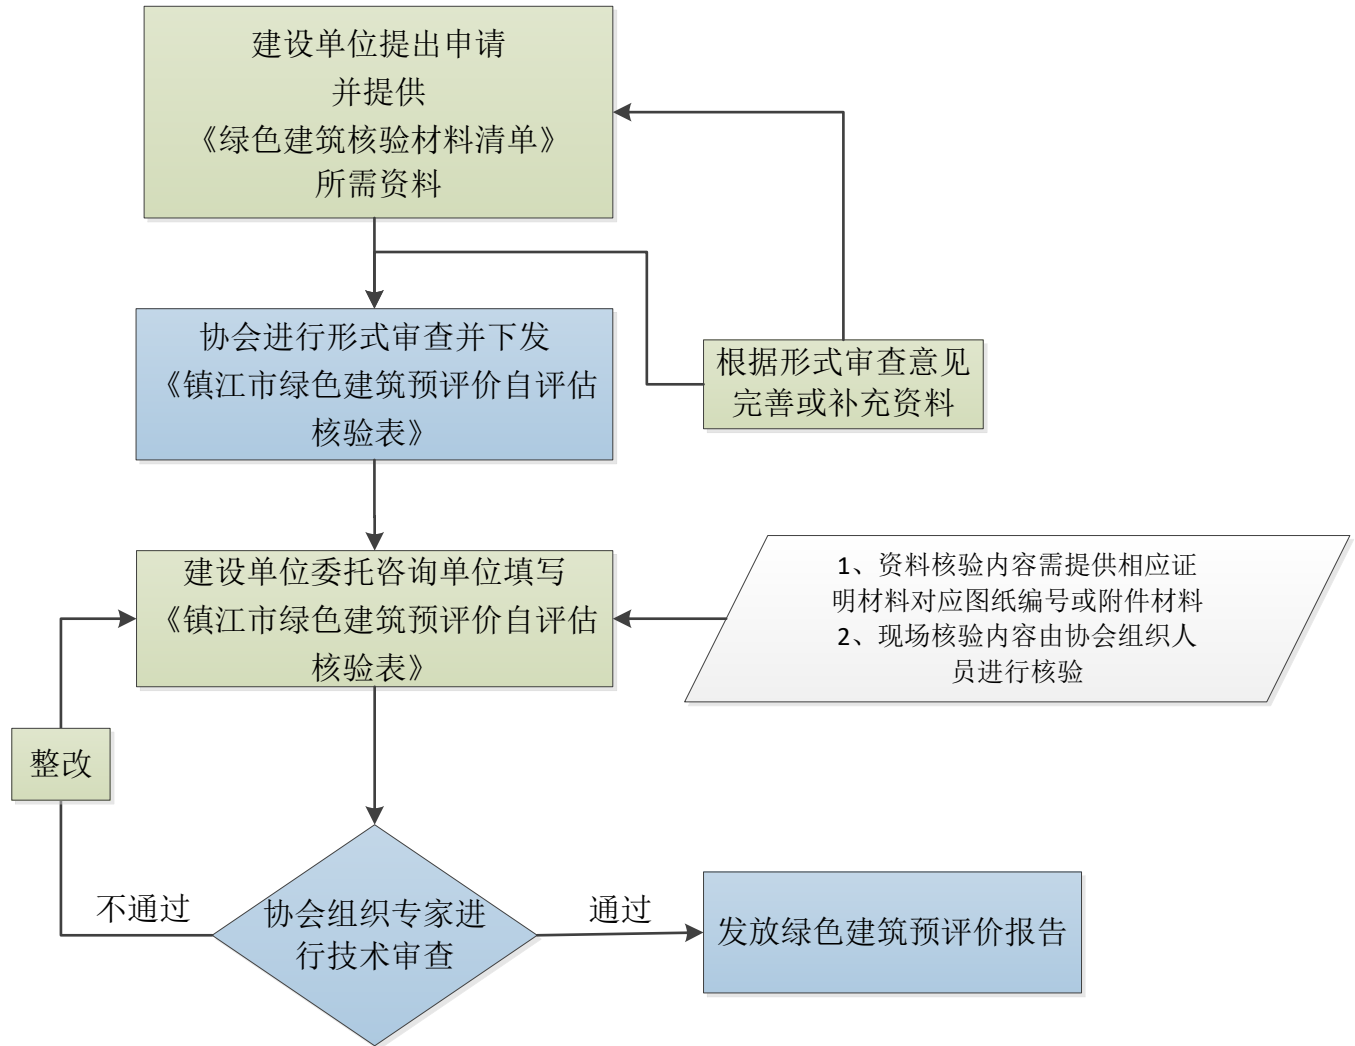 建设单位提出申请
并提供
《绿色建筑核验材料清单》
所需资料
协会进行形式审查并下发
《镇江市绿色建筑预评价自评估
核验表》
根据形式审查意见
完善或补充资料
建设单位委托咨询单位填写
《镇江市绿色建筑预评价自评估
核验表》
1、资料核验内容需提供相应证
明材料对应图纸编号或附件材料
2、现场核验内容由协会组织人
员进行核验
整改
不通过
协会组织专家进
行技术审查
通过
发放绿色建筑预评价报告